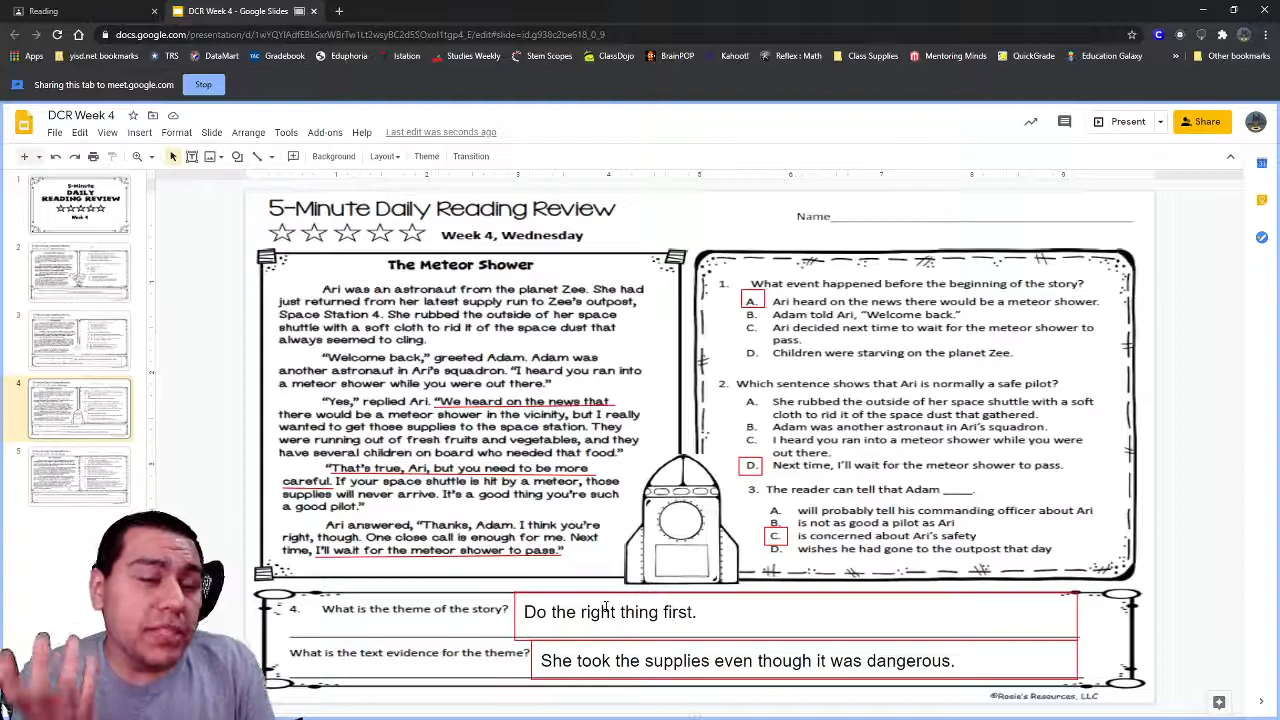 Reading
DCR Week 4 - Google Slides
docs.google.com/presentation/d/1wYQYlAdfEBkSxrWBrTw1Lt2wsyBC2d5SOxoI1tgp4_E/edit#slide=id.g938c2be618_0_9
Apps
yisd.net bookmarks
TRS
DataMart
Gradebook
Euphoria
Istation
Studies Weekly
Stem Scopes
ClassDojo
BrainPOP
Kahoot!
Reflex: Math
Class Supplies
Mentoring Minds
QuickGrade
Education Galaxy
Other bookmarks
Sharing this tab to meet.google.com
Stop
DCR Week 4
File Edit View Insert Format Slide Arrange Tools Add-ons Help Last edit was seconds ago
Present
Share
Background Layout Theme Transition
5-Minute
DAILY
READING REVIEW
Week 4
5-Minute Daily Reading Review
Name
Week 4, Wednesday
The Meteor Shower
Ari was an astronaut from the planet Zee. She had
just returned from her latest supply run to Zee's outpost,
Space Station 4. She rubbed the outside of her space
shuttle with a soft cloth to rid it of the space dust that
always seemed to cling.
"Welcome back," greeted Adam. Adam was
another astronaut in Ari's squadron. "I heard you ran into
a meteor shower while you were out there."
"Yes," replied Ari. "We heard on the news that
there would be a meteor shower in the vicinity, but I really
wanted to get those supplies to the space station. They
were running out of fresh fruits and vegetables, and they
have several children on board who needed that food."
"That's true, Ari, but you need to be more
careful. If your space shuttle is hit by a meteor, those
supplies will never arrive. It's a good thing you're such
a good pilot."
Ari answered, "Thanks, Adam. I think you're
right, though. One close call is enough for me. Next
time, I'll wait for the meteor shower to pass."
1. What event happened before the beginning of the story?
A. Ari heard on the news there would be a meteor shower.
B. Adam told Ari, "Welcome back."
C. Ari decided next time to wait for the meteor shower to
pass.
D. Children were starving on the planet Zee.
2. Which sentence shows that Ari is normally a safe pilot?
A. She rubbed the outside of her space shuttle with a soft
cloth to rid it of the space dust that gathered.
B. Adam was another astronaut in Ari's squadron.
C. I heard you ran into a meteor shower while you were
out there.
D. Next time, I'll wait for the meteor shower to pass.
3. The reader can tell that Adam ____.
A. will probably tell his commanding officer about Ari
B. is not as good a pilot as Ari
C. is concerned about Ari's safety
D. wishes he had gone to the outpost that day
4. What is the theme of the story? Do the right thing first.
What is the text evidence for the theme? She took the supplies even though it was dangerous.
©Rosie's Resources, LLC